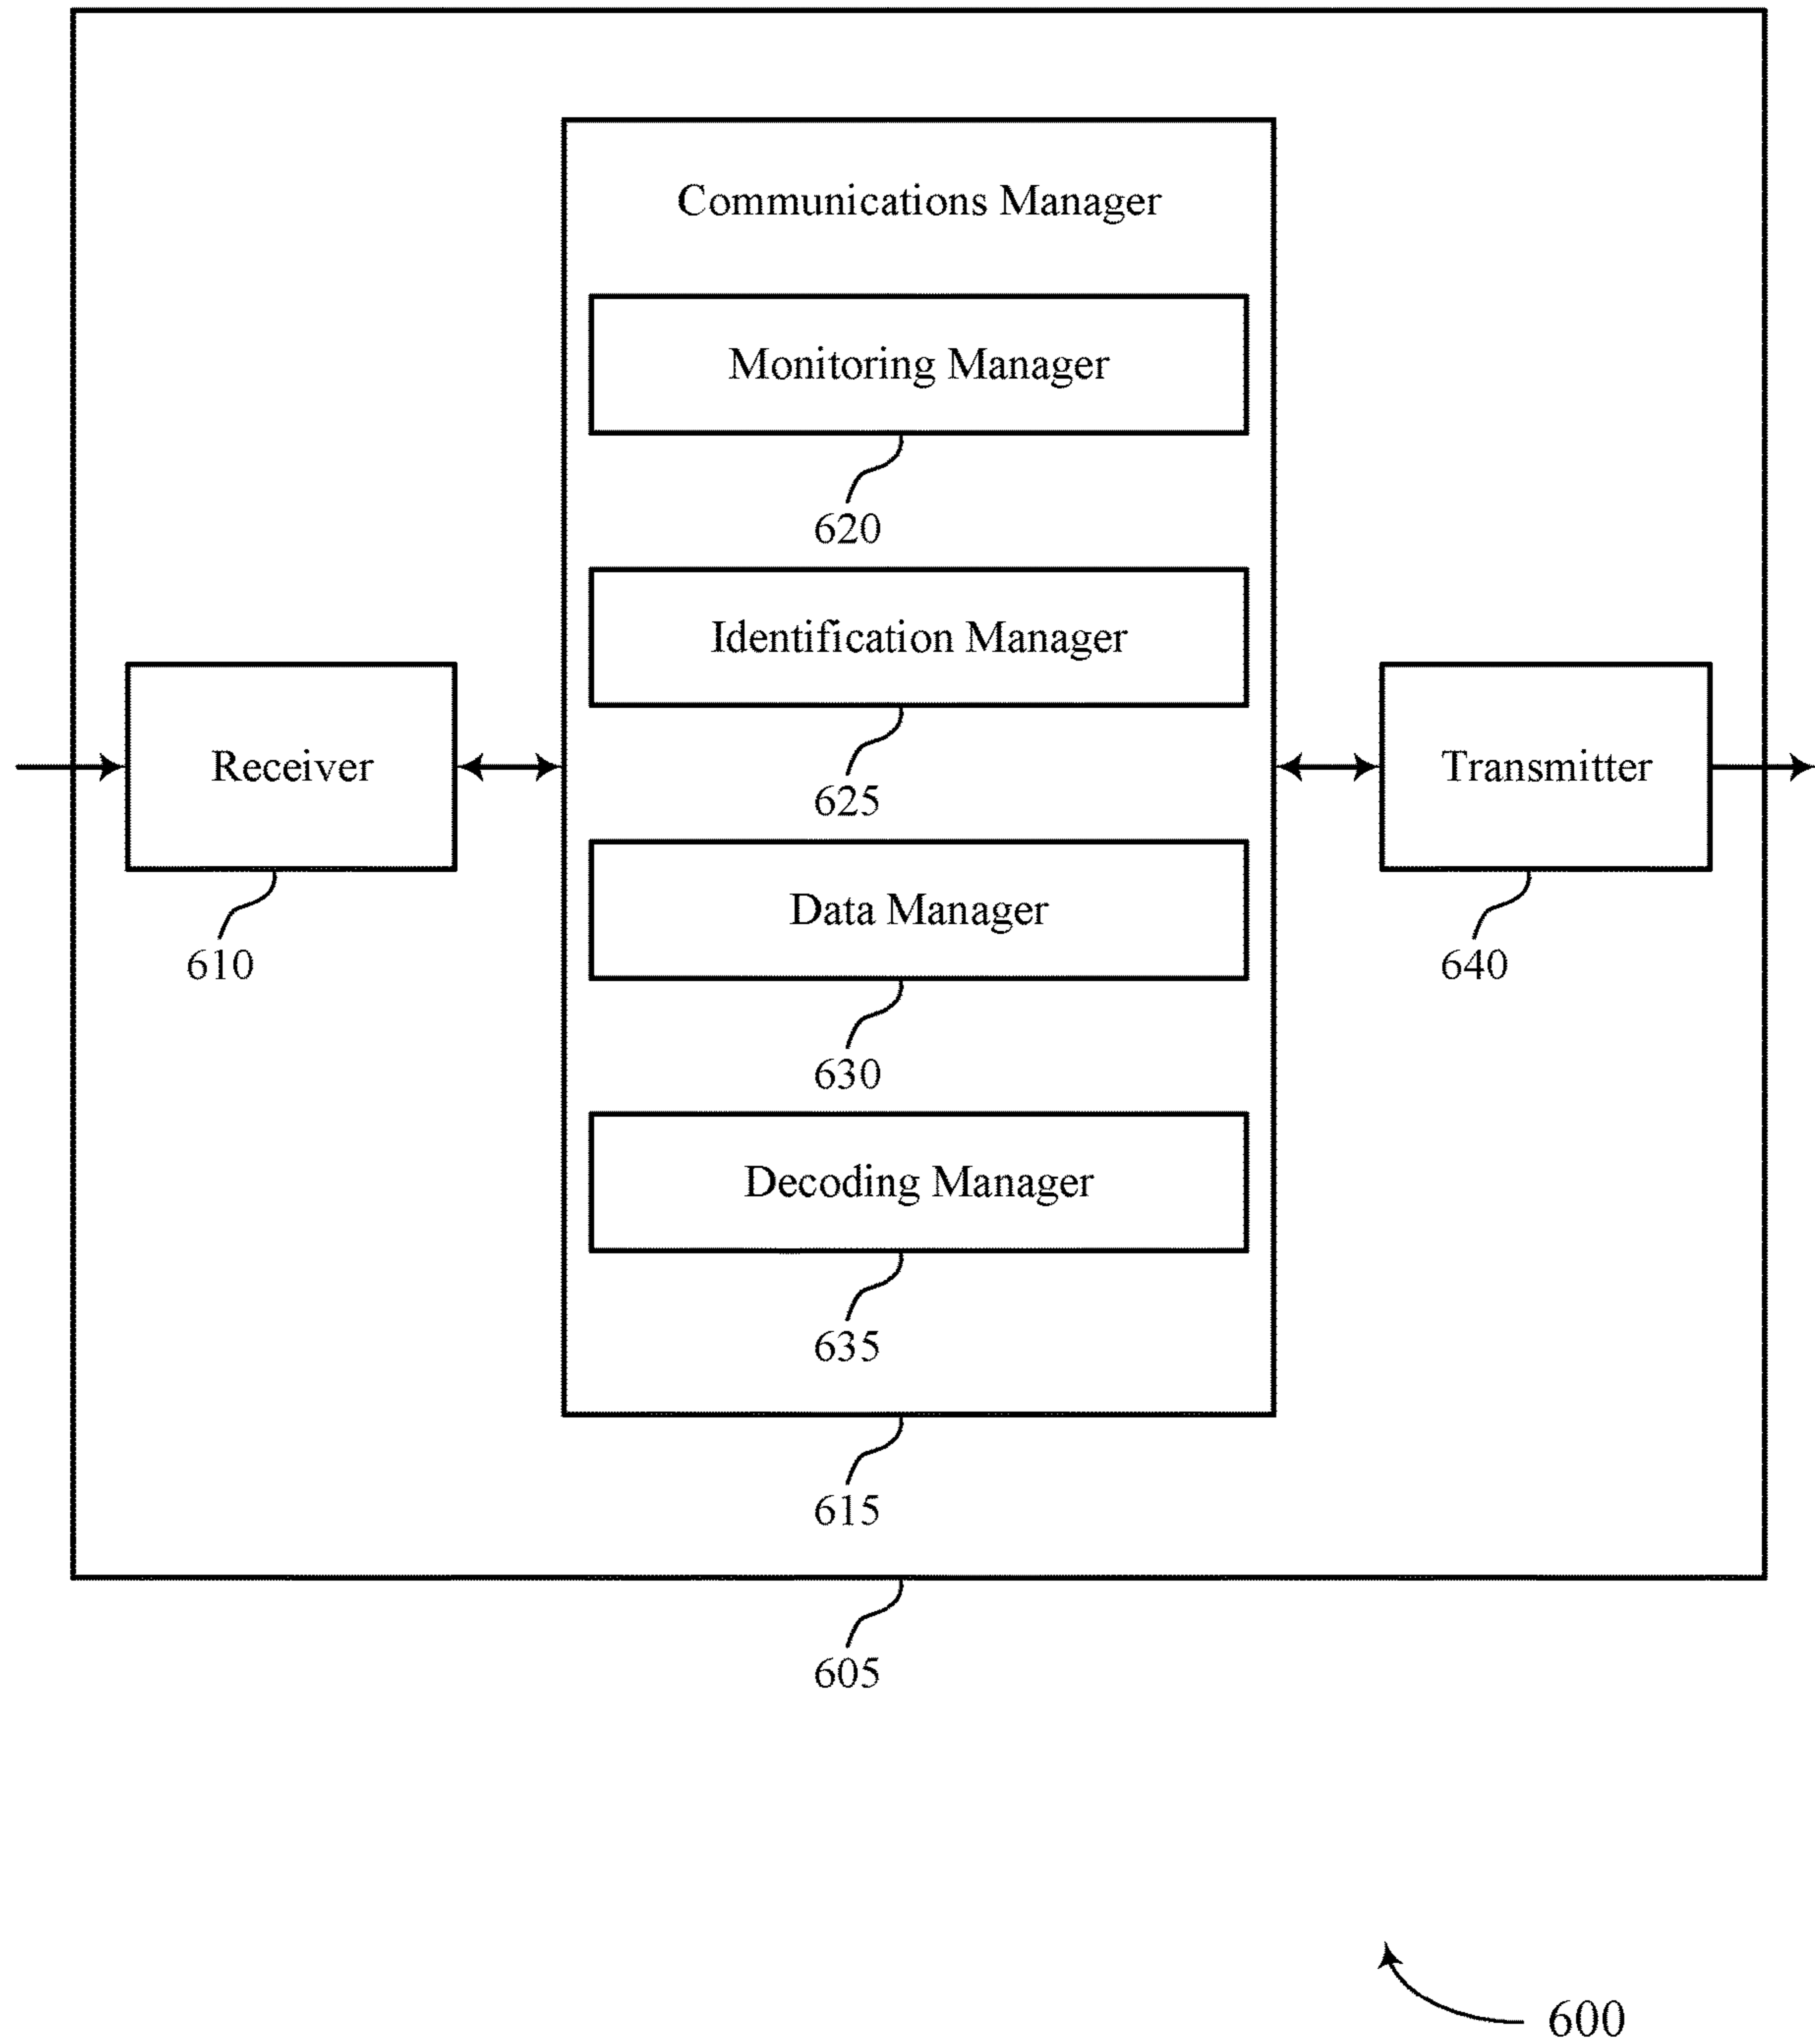 Communications Manager
Monitoring Manager
620
Identification Manager
625
Receiver
610
Transmitter
640
Data Manager
630
Decoding Manager
635
615
605
600